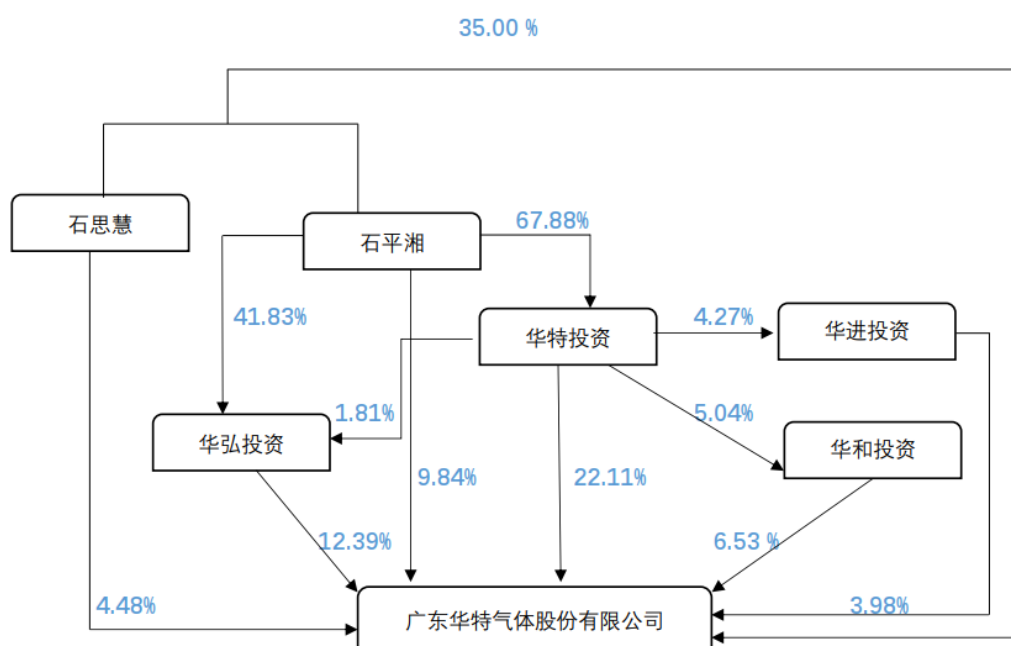 35.00 %
石思慧
石平湘
67.88%
41.83%
华特投资
4.27%
华进投资
1.81%
5.04%
华弘投资
华和投资
9.84%
22.11%
12.39%
6.53 %
4.48%
广东华特气体股份有限公司
3.98%